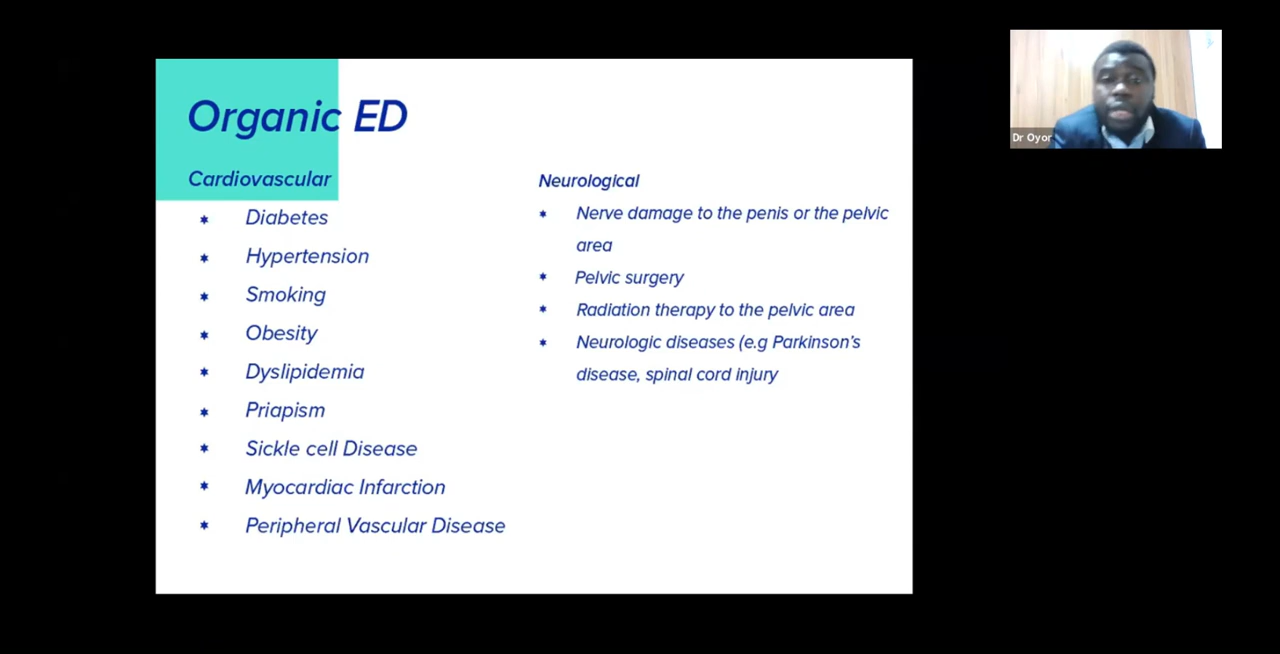 Organic ED
Cardiovascular
Diabetes
Hypertension
Smoking
Obesity
Dyslipidemia
Priapism
Sickle cell Disease
Myocardiac Infarction
Peripheral Vascular Disease
Neurological
Nerve damage to the penis or the pelvic
area
Pelvic surgery
Radiation therapy to the pelvic area
Neurologic diseases (e.g Parkinson's
disease, spinal cord injury
Dr Oyor